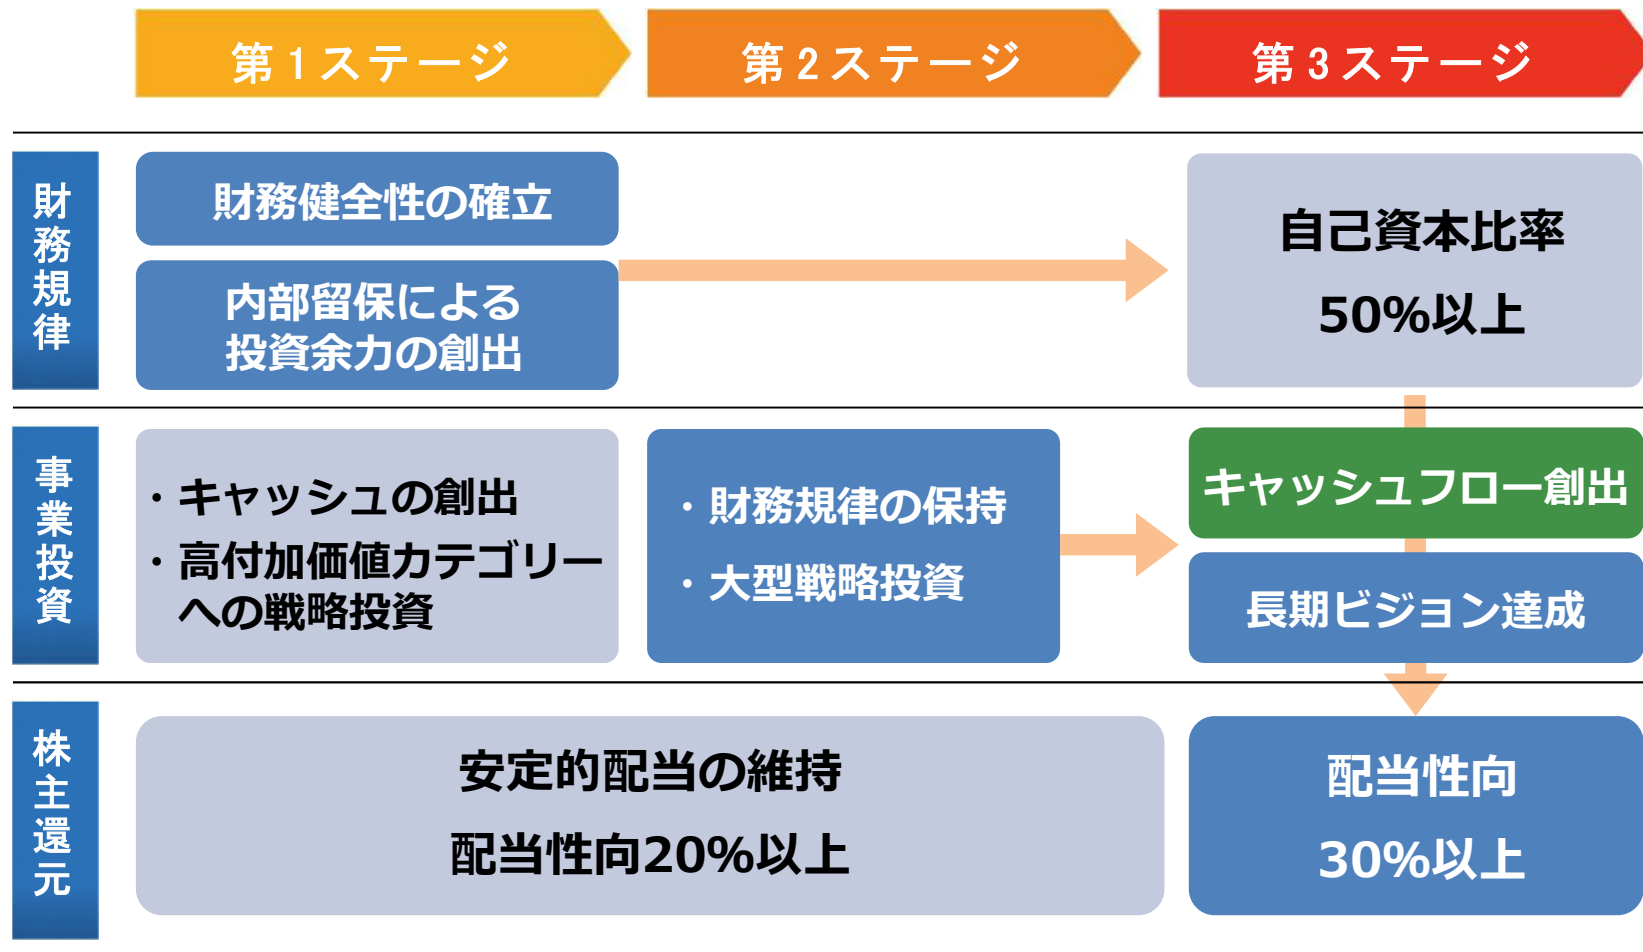 第1ステージ
第2ステージ
第3ステージ
財務規律
財務健全性の確立
内部留保による
投資余力の創出
自己資本比率
50%以上
事業投資
・キャッシュの創出
・高付加価値カテゴリー
への戦略投資
・財務規律の保持
・大型戦略投資
キャッシュフロー創出
長期ビジョン達成
株主還元
安定的配当の維持
配当性向20%以上
配当性向
30%以上